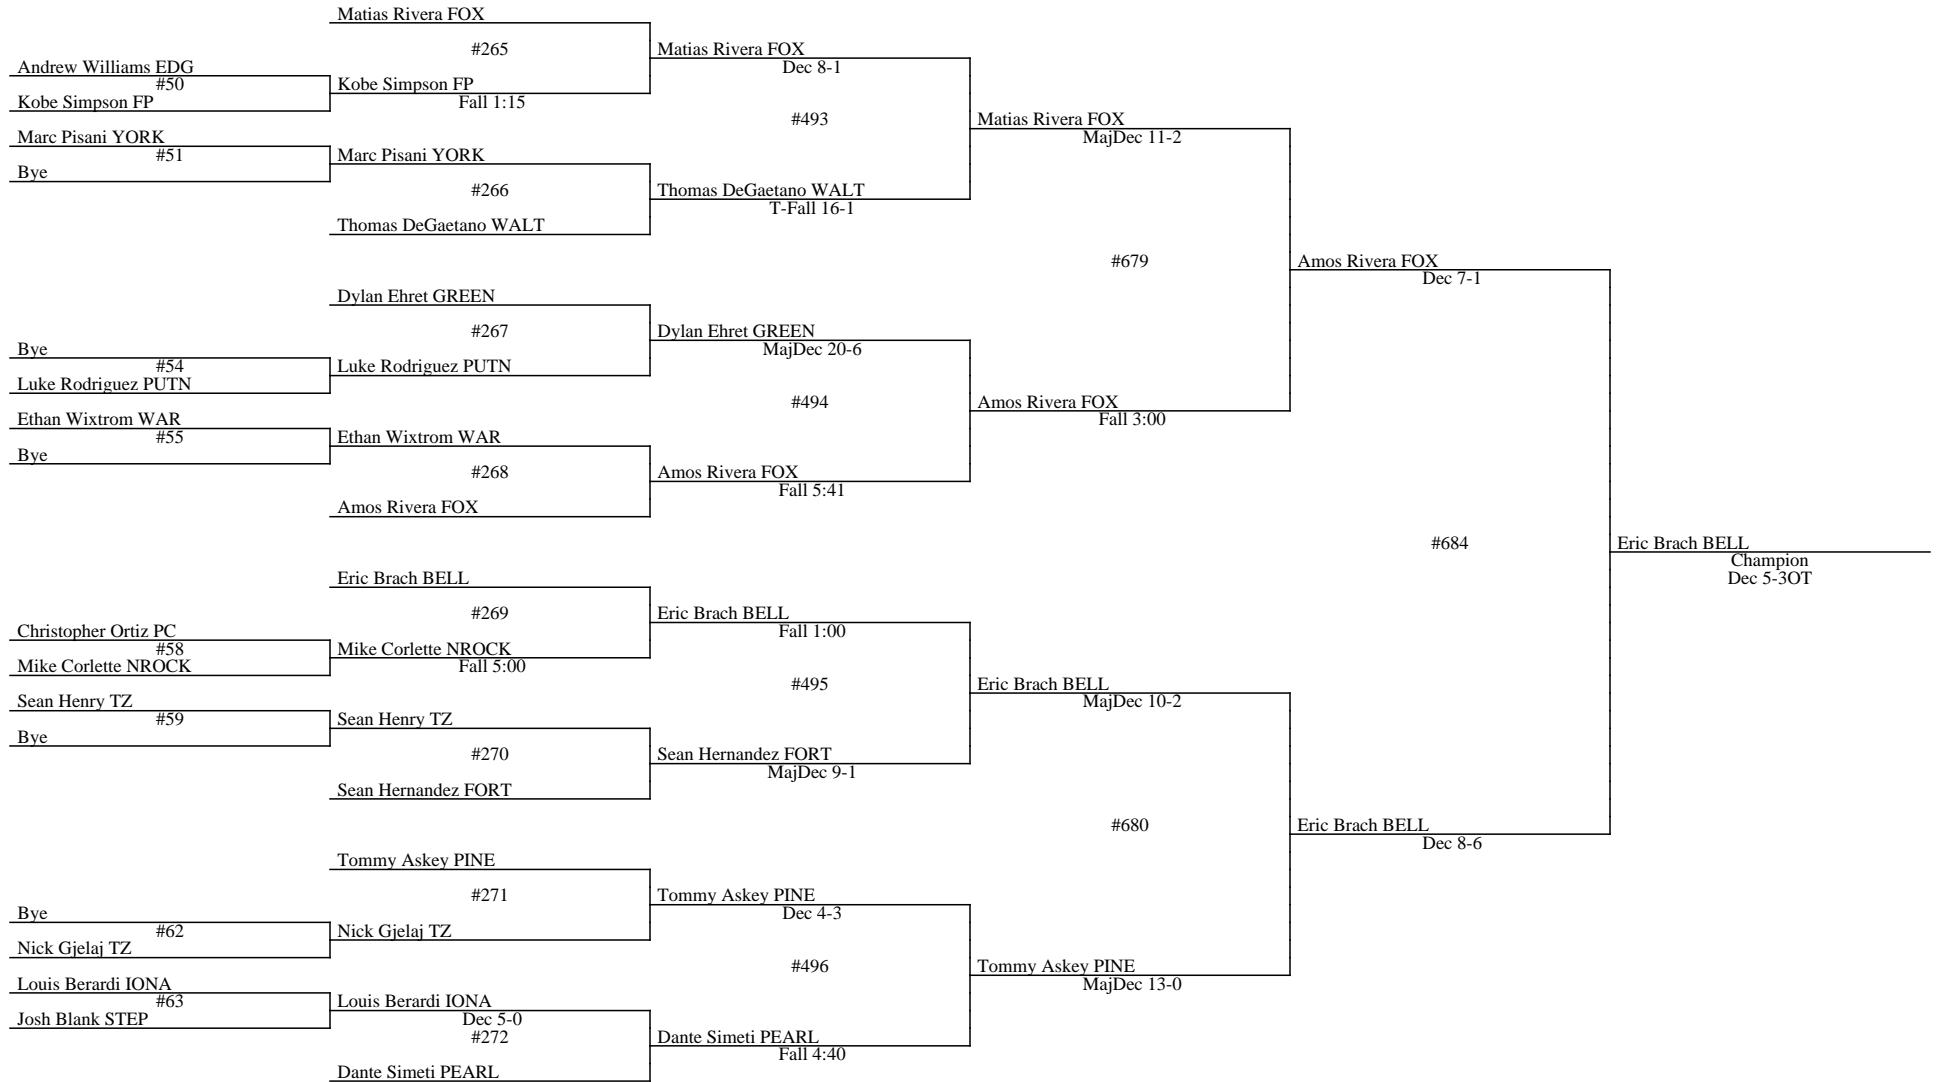 Matias Rivera FOX
#265
Matias Rivera FOX
Dec 8-1
Andrew Williams EDG
#50
Kobe Simpson FP
Kobe Simpson FP
Fall 1:15
#493
Matias Rivera FOX
MajDec 11-2
Marc Pisani YORK
#51
Bye
Marc Pisani YORK
#266
Thomas DeGaetano WALT
T-Fall 16-1
Thomas DeGaetano WALT
#679
Amos Rivera FOX
Dec 7-1
Dylan Ehret GREEN
#267
Dylan Ehret GREEN
MajDec 20-6
Bye
#54
Luke Rodriguez PUTN
Luke Rodriguez PUTN
#494
Amos Rivera FOX
Fall 3:00
Ethan Wixtrom WAR
#55
Bye
Ethan Wixtrom WAR
#268
Amos Rivera FOX
Fall 5:41
Amos Rivera FOX
#684
Eric Brach BELL
Champion
Dec 5-3OT
Eric Brach BELL
#269
Eric Brach BELL
Fall 1:00
Christopher Ortiz PC
#58
Mike Corlette NROCK
Mike Corlette NROCK
Fall 5:00
#495
Eric Brach BELL
MajDec 10-2
Sean Henry TZ
#59
Bye
Sean Henry TZ
#270
Sean Hernandez FORT
MajDec 9-1
Sean Hernandez FORT
#680
Eric Brach BELL
Dec 8-6
Tommy Askey PINE
#271
Tommy Askey PINE
Dec 4-3
Bye
#62
Nick Gjelaj TZ
Nick Gjelaj TZ
#496
Tommy Askey PINE
MajDec 13-0
Louis Berardi IONA
#63
Josh Blank STEP
Louis Berardi IONA
Dec 5-0
#272
Dante Simeti PEARL
Fall 4:40
Dante Simeti PEARL